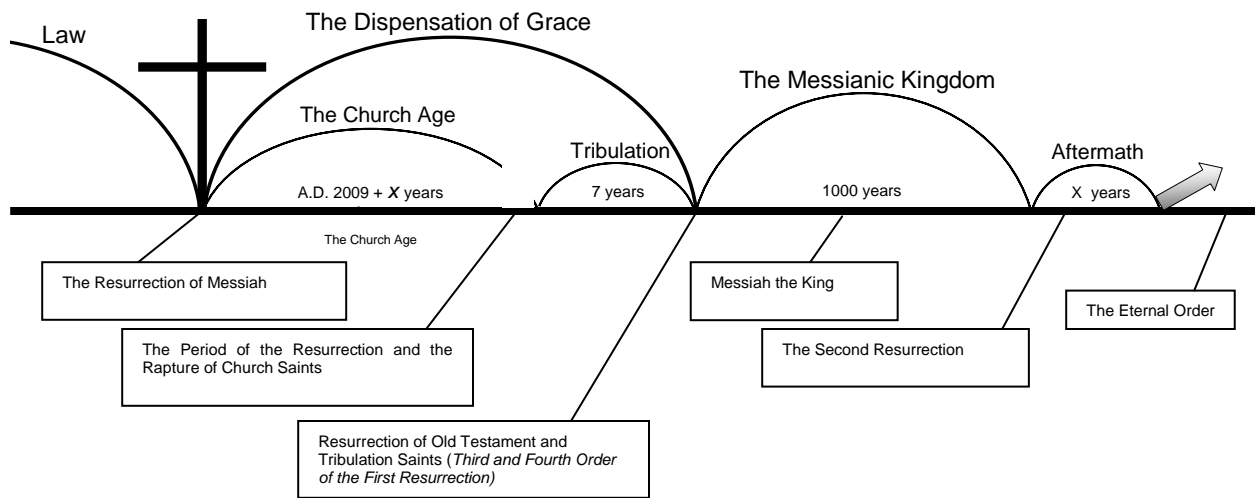 Law
The Dispensation of Grace
The Church Age
Tribulation
The Messianic Kingdom
Aftermath
A.D. 2009 + X years
7 years
1000 years
X years
The Church Age
The Resurrection of Messiah
Messiah the King
The Eternal Order
The Period of the Resurrection and the
Rapture of Church Saints
The Second Resurrection
Resurrection of Old Testament and
Tribulation Saints (Third and Fourth Order
of the First Resurrection)